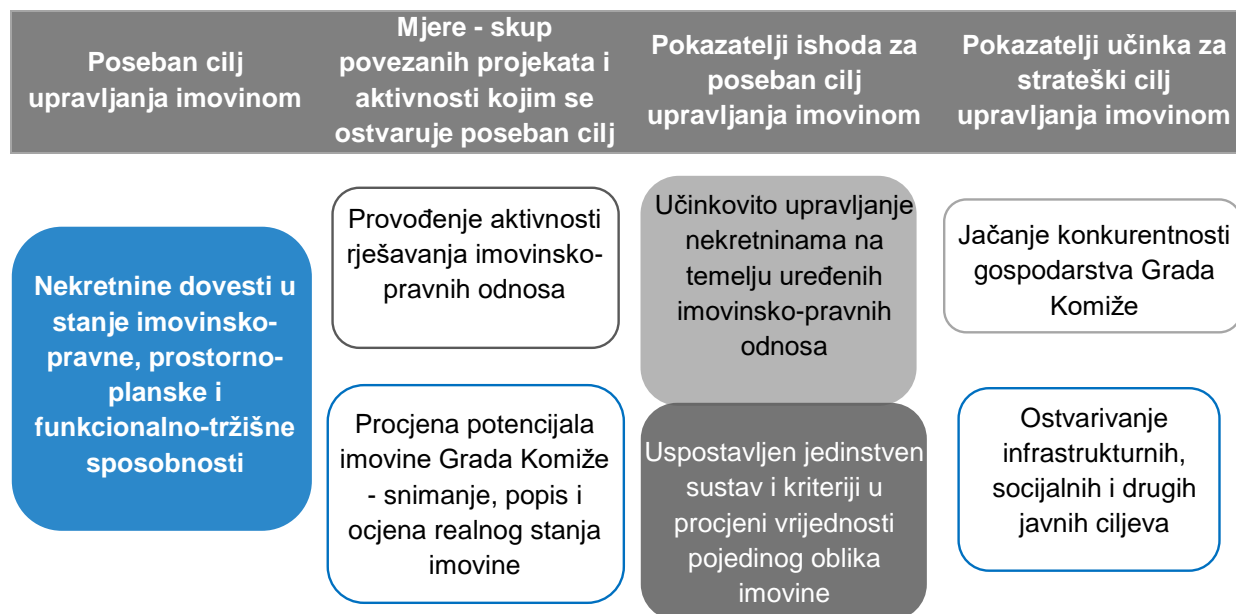 Poseban cilj
upravljanja imovinom
Mjere - skup
povezanih projekata i
aktivnosti kojim se
ostvaruje poseban cilj
Pokazatelji ishoda za
poseban cilj
upravljanja imovinom
Pokazatelji učinka za
strateški cilj
upravljanja imovinom
Nekretnine dovesti u
stanje imovinsko-
pravne, prostorno-
planske i
funkcionalno-tržišne
sposobnosti
Provođenje aktivnosti
rješavanja imovinsko-
pravnih odnosa
Procjena potencijala
imovine Grada Komiže
- snimanje, popis i
ocjena realnog stanja
imovine
Učinkovito upravljanje
nekretninama na
temelju uređenih
imovinsko-pravnih
odnosa
Uspostavljen jedinstven
sustav i kriteriji u
procjeni vrijednosti
pojedinog oblika
imovine
Jačanje konkurentnosti
gospodarstva Grada
Komiže
Ostvarivanje
infrastrukturnih,
socijalnih i drugih
javnih ciljeva